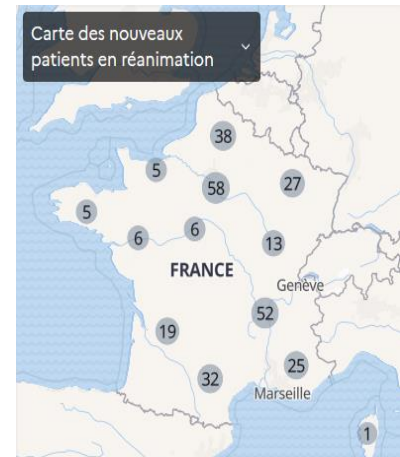 Carte des nouveaux
patients en réanimation
38
5
58
27
5
6
6
13
FRANCE
Genève
52
19
32
25
Marseille
1